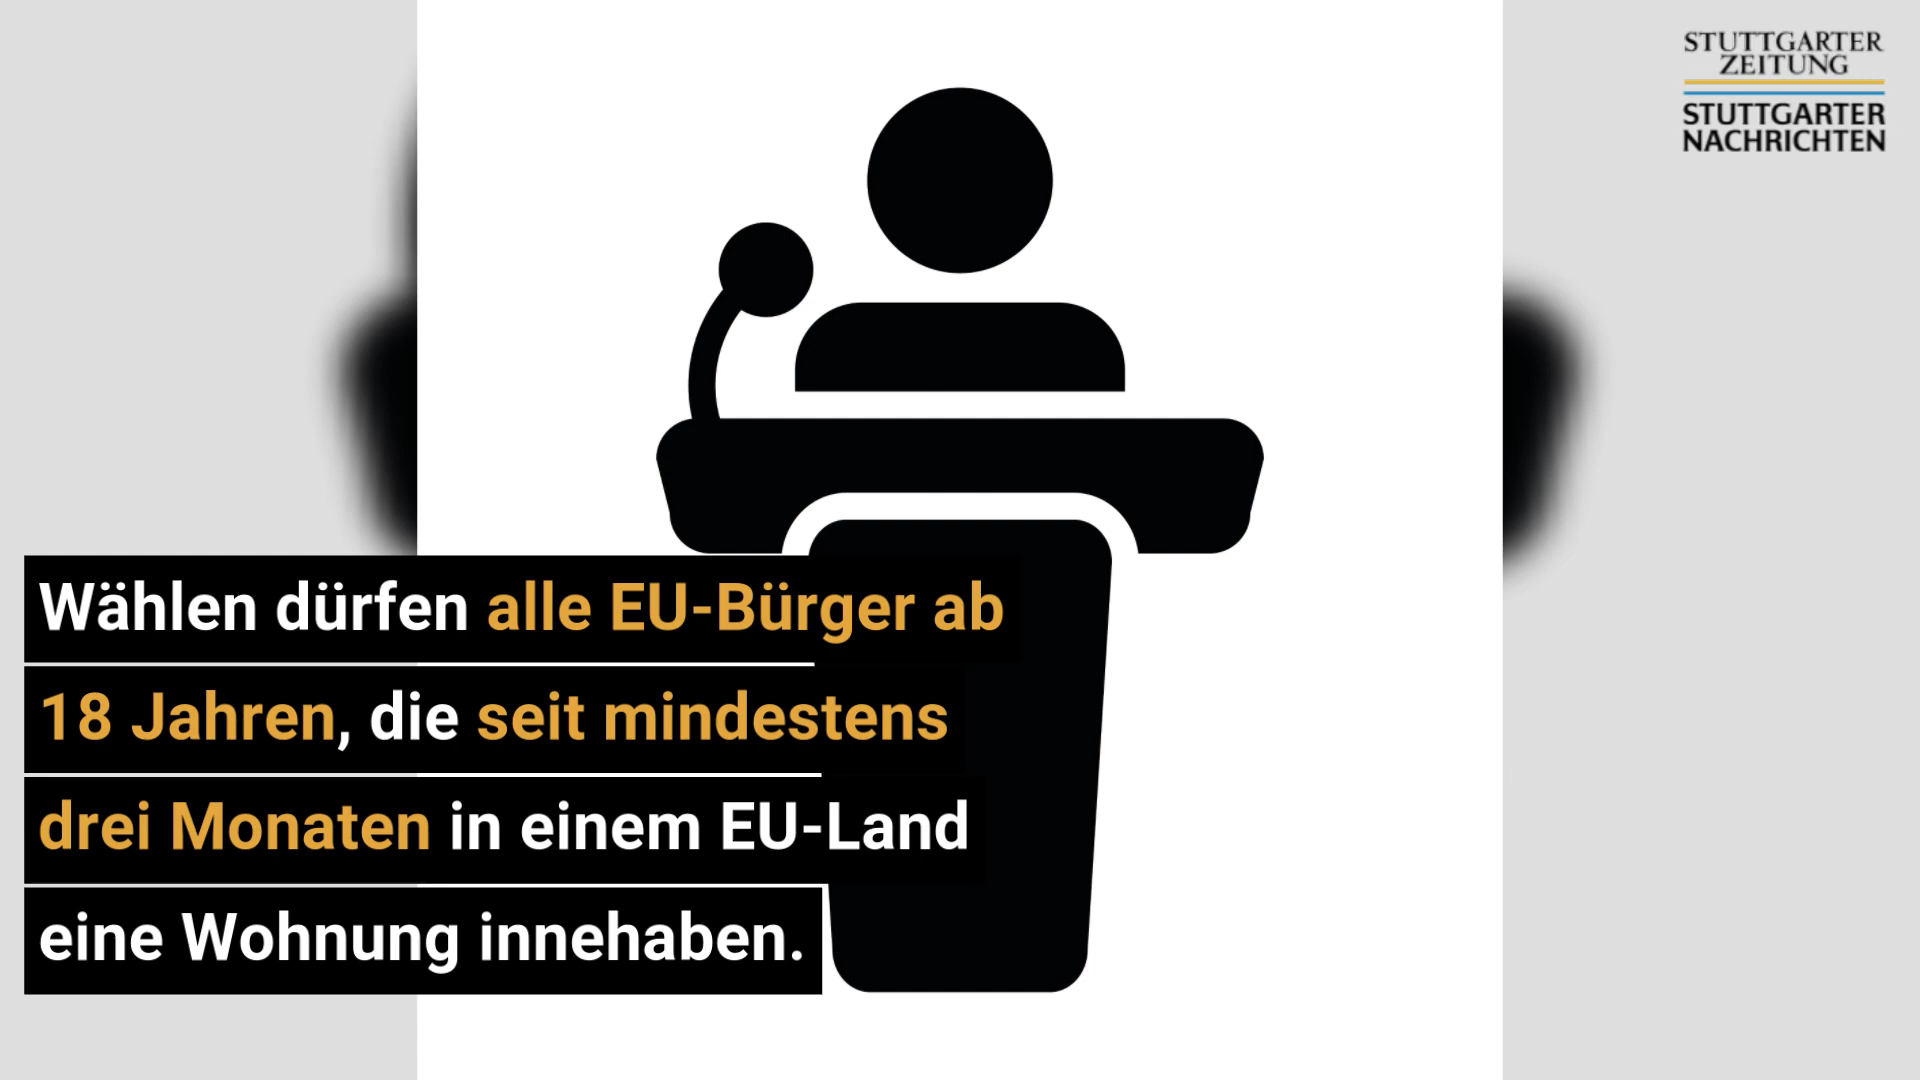 STUTTGARTER
ZEITUNG
STUTTGARTER
NACHRICHTEN
Wählen dürfen alle EU-Bürger ab
18 Jahren, die seit mindestens
drei Monaten in einem EU-Land
eine Wohnung innehaben.